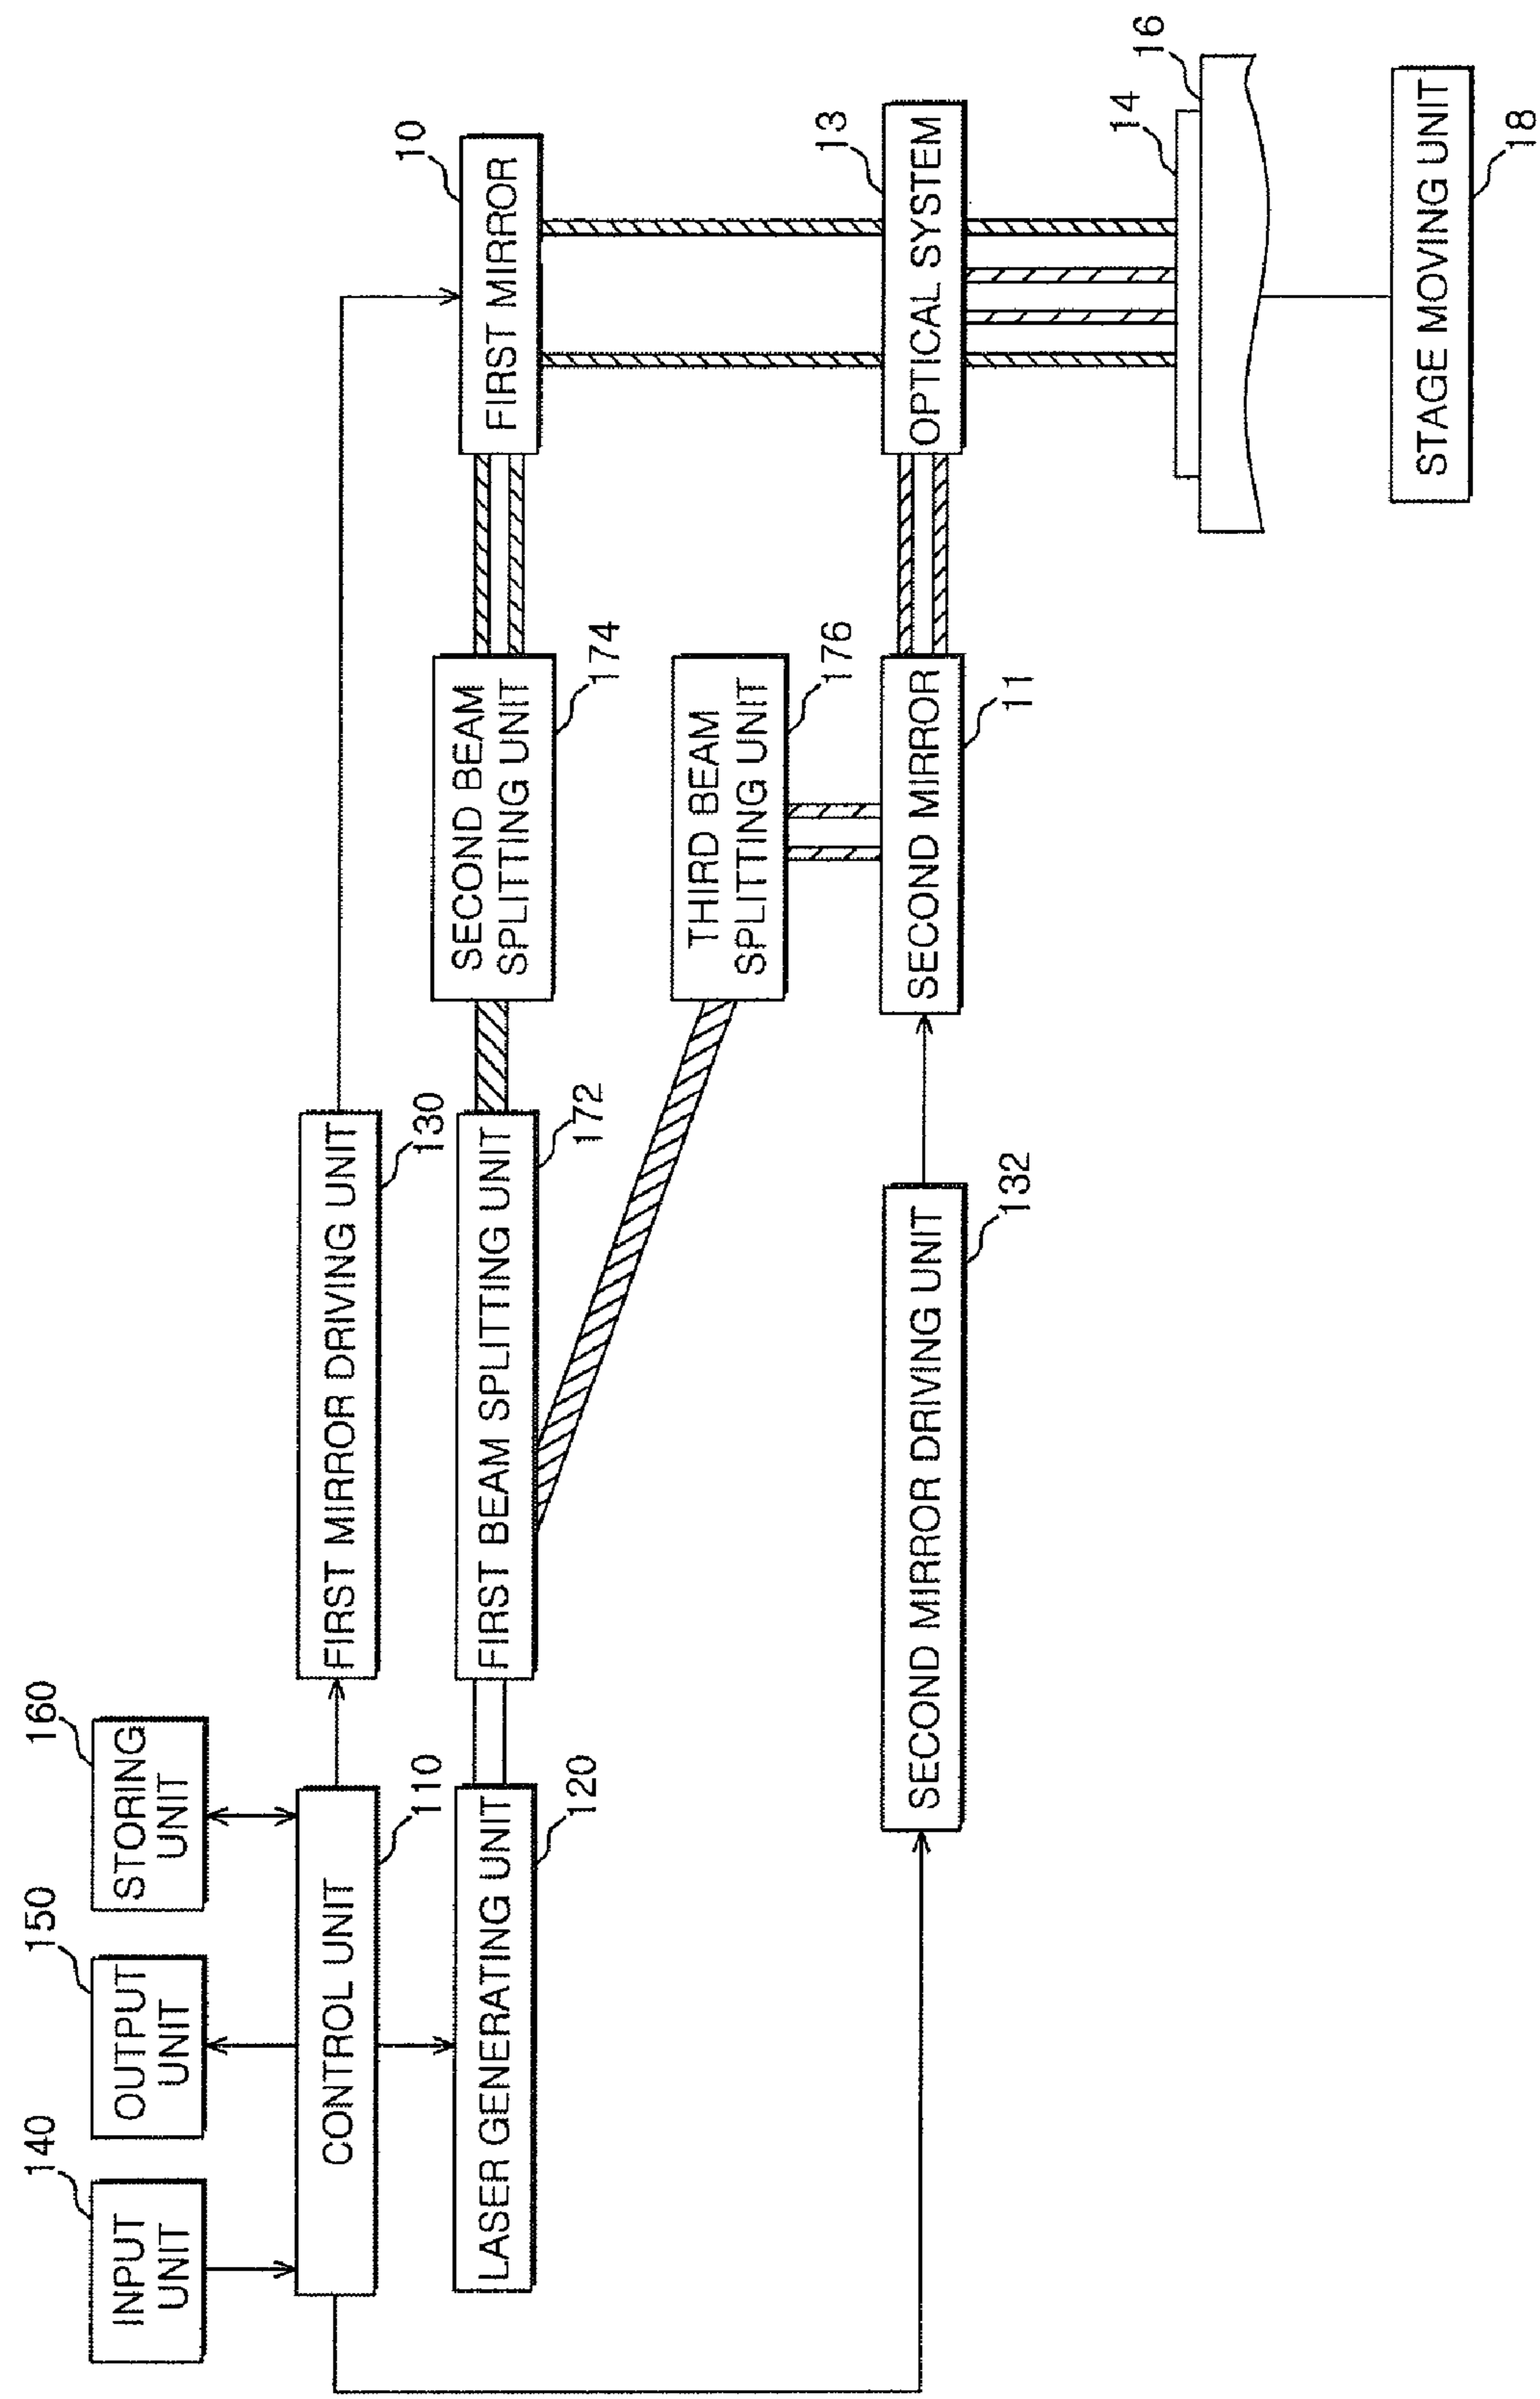 140
INPUT
UNIT
150
OUTPUT
UNIT
160
STORING
UNIT
CONTROL UNIT
110
FIRST MIRROR DRIVING UNIT
130
LASER GENERATING UNIT
120
FIRST BEAM SPLITTING UNIT
172
SECOND BEAM
SPLITTING UNIT
174
10
FIRST MIRROR
THIRD BEAM
SPLITTING UNIT
176
SECOND MIRROR DRIVING UNIT
132
SECOND MIRROR
11
13
OPTICAL SYSTEM
14
16
STAGE MOVING UNIT
18